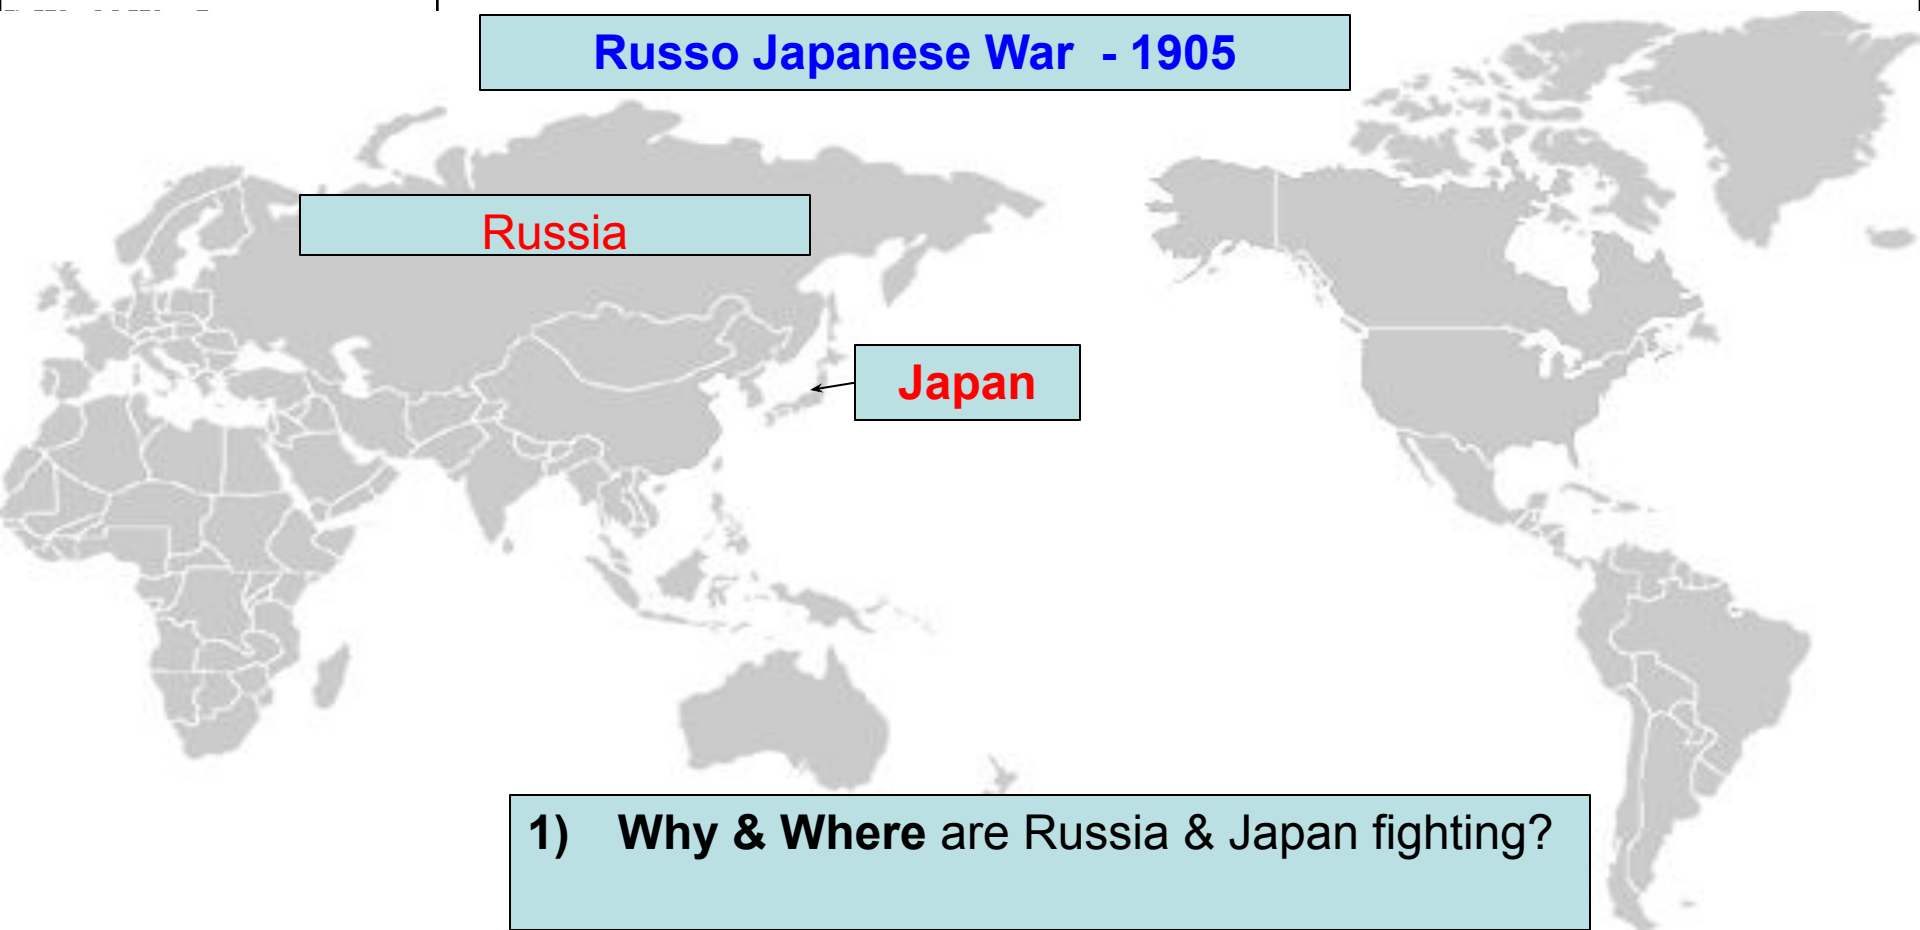 Russo Japanese War - 1905
Russia
Japan
1) Why & Where are Russia & Japan fighting?